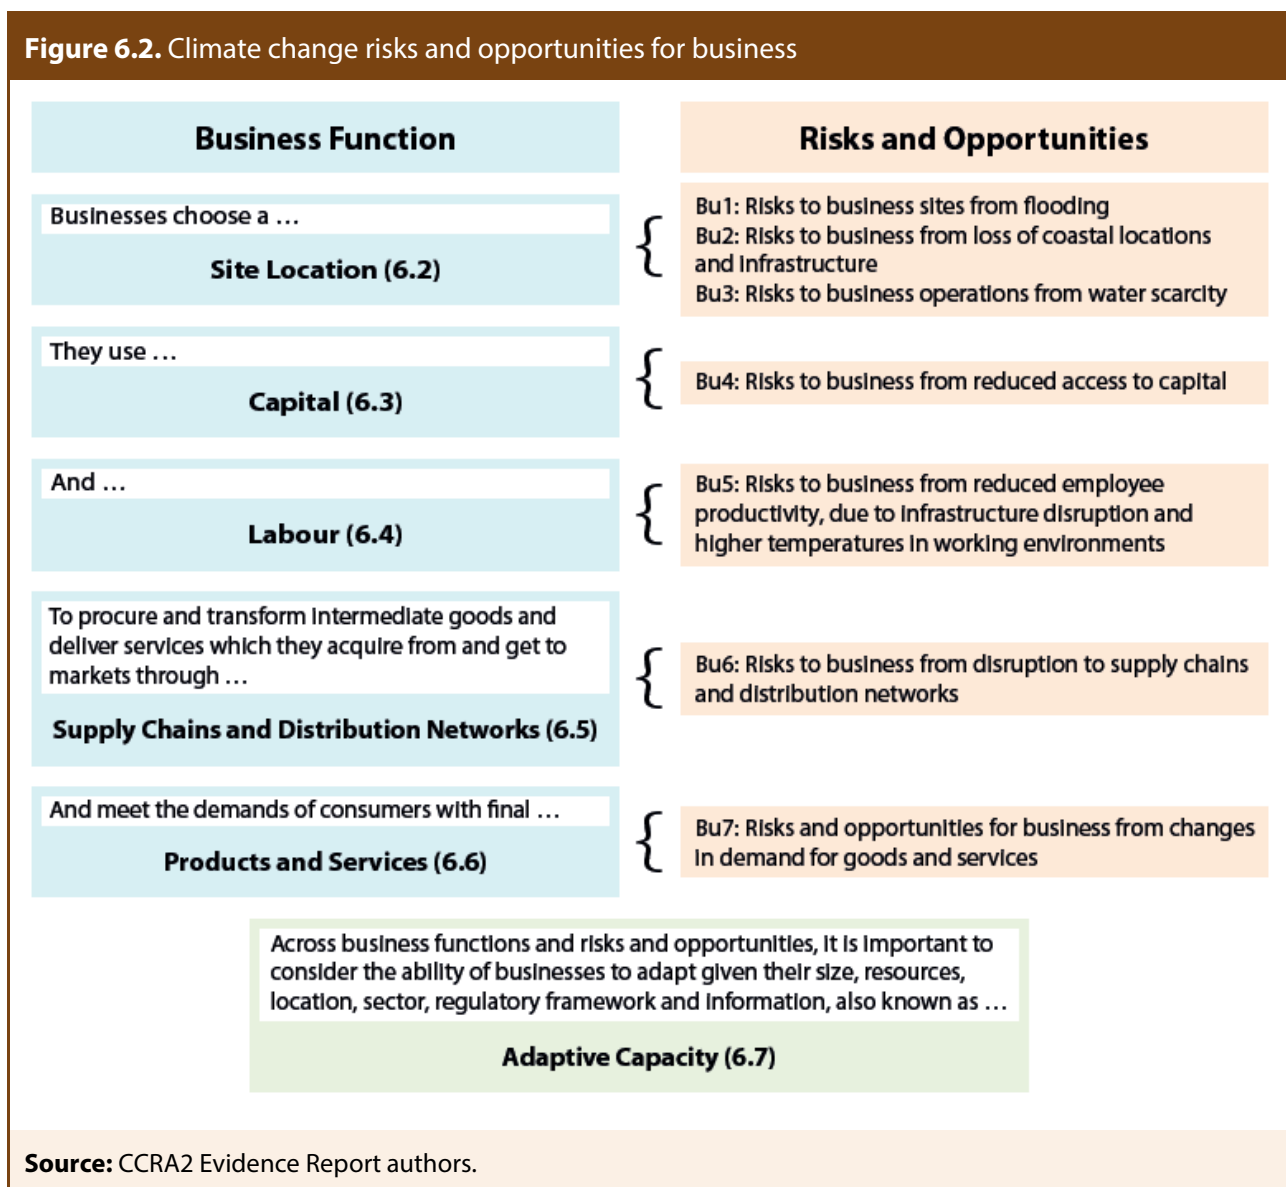 Figure 6.2. Climate change risks and opportunities for business
Business Function
Risks and Opportunities
Businesses choose a …
Site Location (6.2)
{
Bu1: Risks to business sites from flooding
Bu2: Risks to business from loss of coastal locations
and infrastructure
Bu3: Risks to business operations from water scarcity
They use …
Capital (6.3)
{
Bu4: Risks to business from reduced access to capital
And …
Labour (6.4)
{
Bu5: Risks to business from reduced employee
productivity, due to infrastructure disruption and
higher temperatures in working environments
To procure and transform intermediate goods and
deliver services which they acquire from and get to
markets through …
Supply Chains and Distribution Networks (6.5)
{
Bu6: Risks to business from disruption to supply chains
and distribution networks
And meet the demands of consumers with final …
Products and Services (6.6)
{
Bu7: Risks and opportunities for business from changes
in demand for goods and services
Across business functions and risks and opportunities, it is important to
consider the ability of businesses to adapt given their size, resources,
location, sector, regulatory framework and information, also known as …
Adaptive Capacity (6.7)
Source: CCRA2 Evidence Report authors.